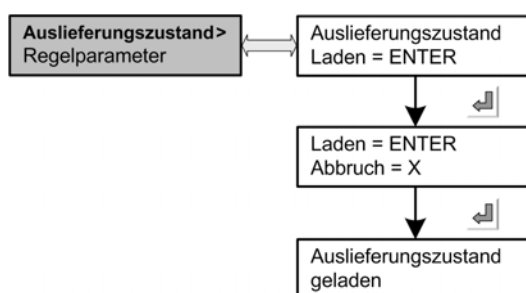 Auslieferungszustand>
Regelparameter
Auslieferungszustand
Laden = ENTER
Laden = ENTER
Abbruch = X
Auslieferungszustand
geladen